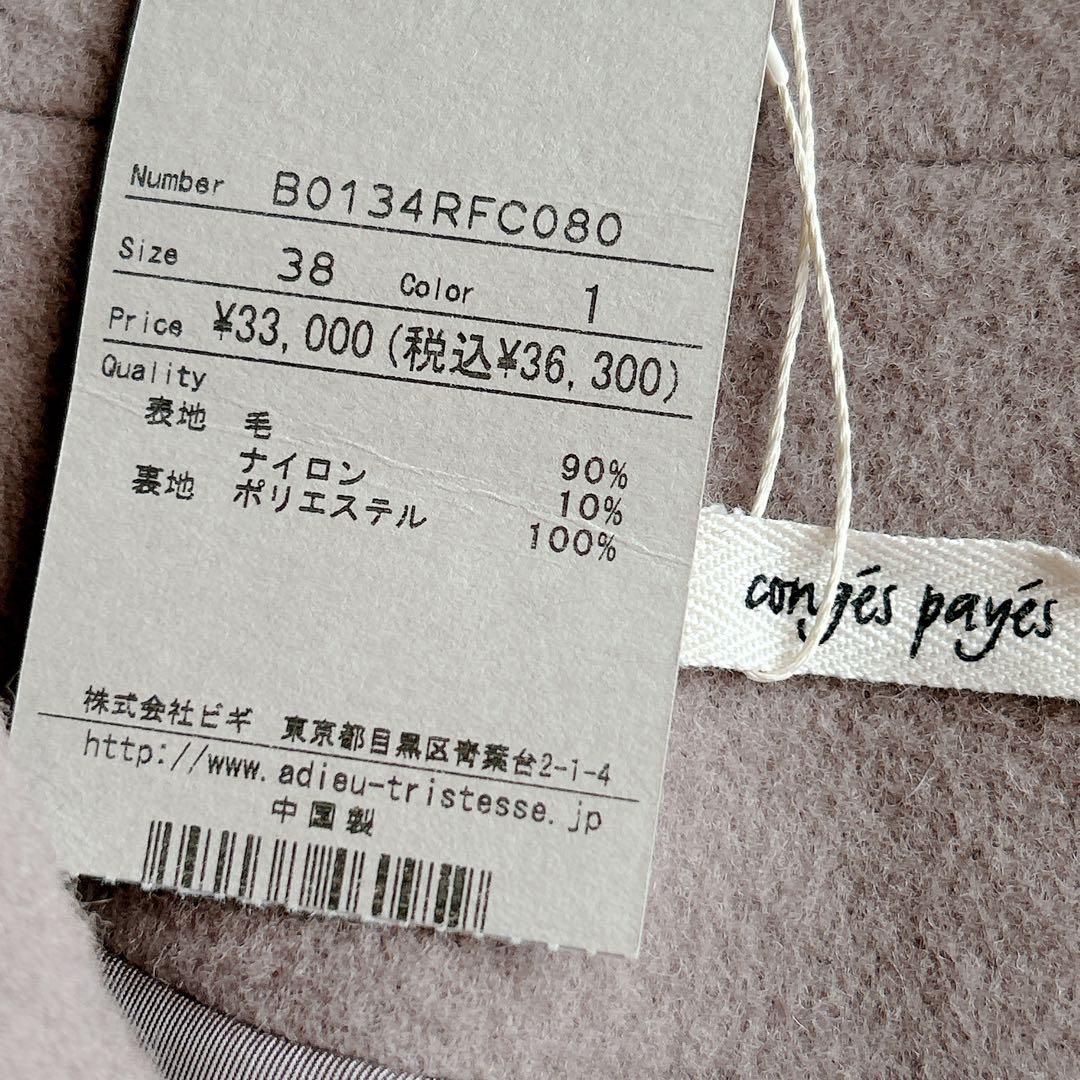 Number B0134RFC080
Size 38 Color 1
Price ¥33,000(税込¥36,300)
Quality
表地 毛 90%
ナイロン 10%
裏地 ポリエステル 100%
congés payés
株式会社ビギ 東京都目黒区青葉台2-1-4
http://www.adieu-tristesse.jp
中国製